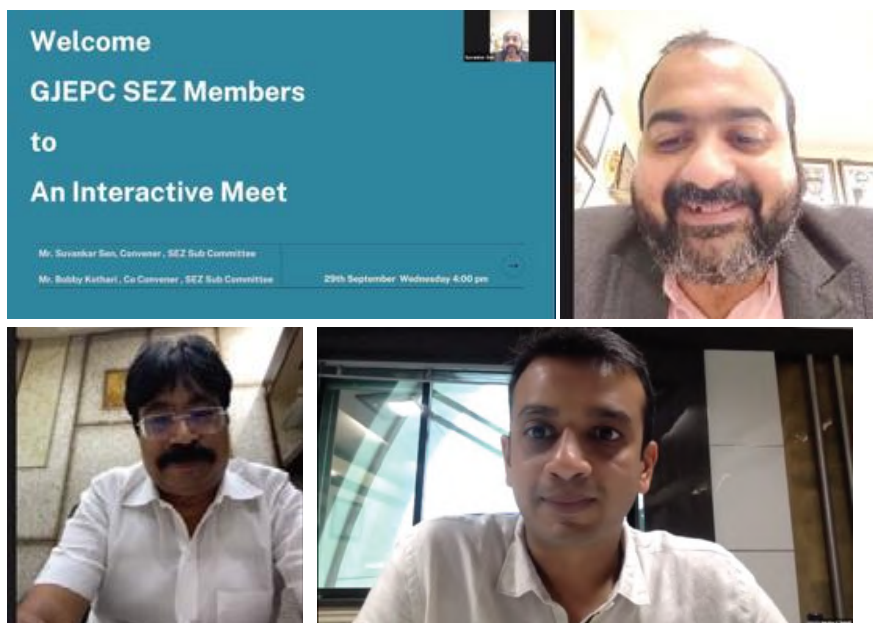 Welcome
GJEPC SEZ Members
to
An Interactive Meet
Mr. Suvankar Sen, Convener , SEZ Sub Committee
Mr. Bobby Kothari , Co Convener , SEZ Sub Committee
29th September Wednesday 4:00 pm